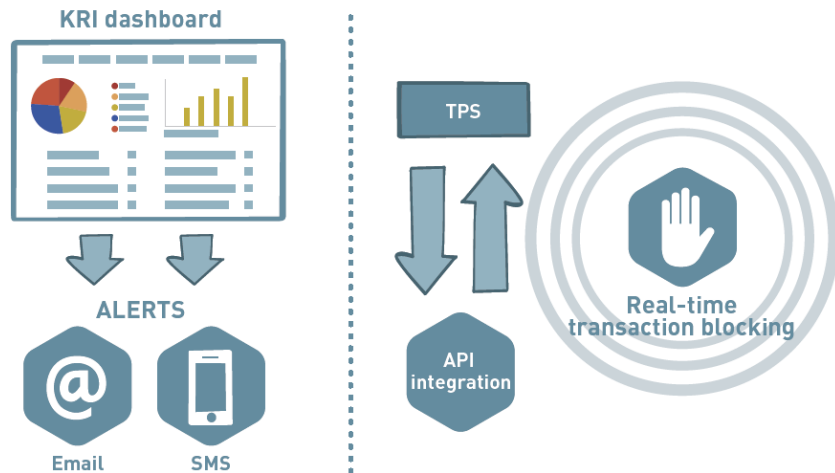 KRI dashboard
ALERTS
Email
SMS
TPS
API
integration
Real-time
transaction blocking